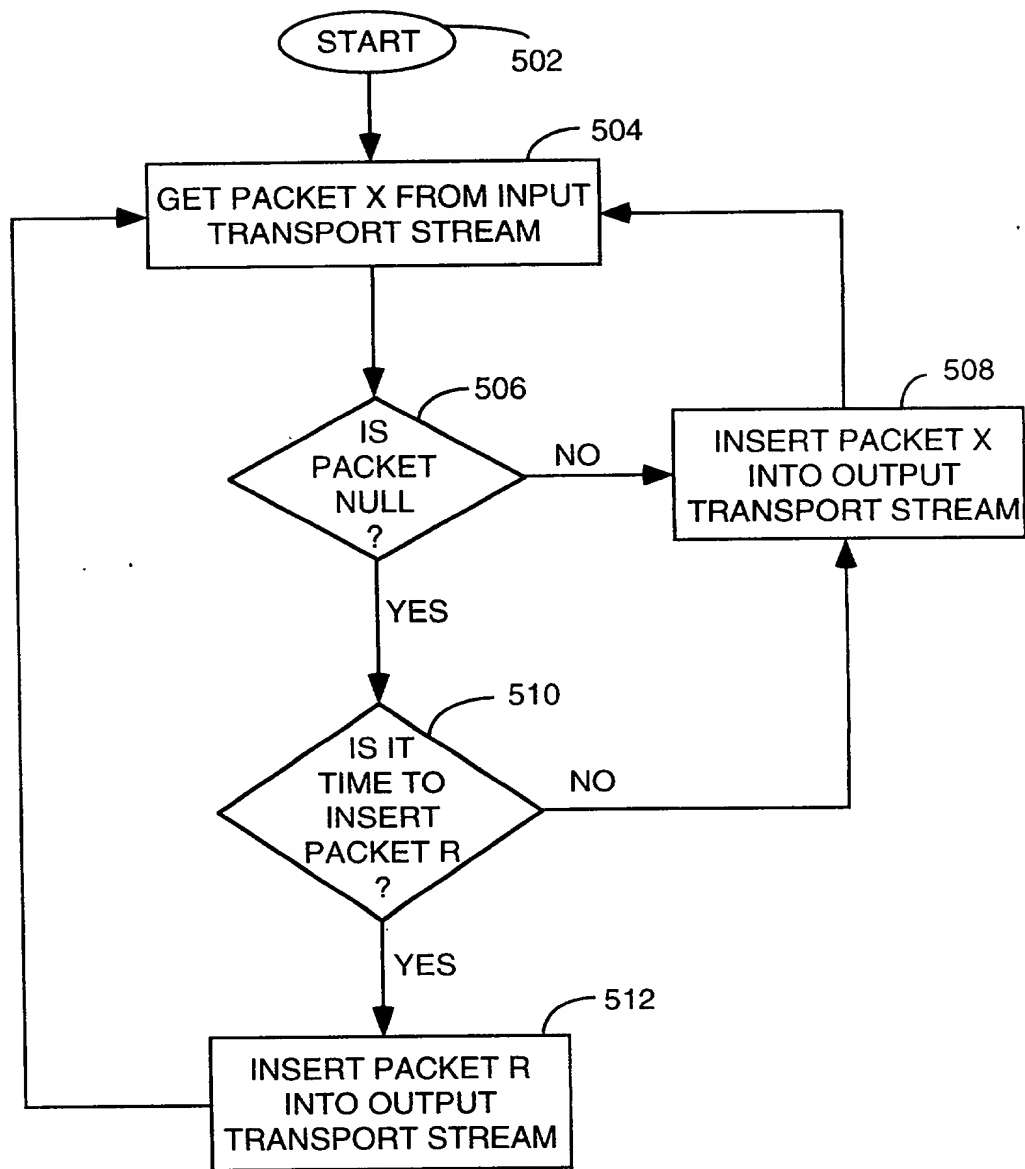 START
502
504
GET PACKET X FROM INPUT
TRANSPORT STREAM
506
IS
PACKET
NULL
?
NO
508
INSERT PACKET X
INTO OUTPUT
TRANSPORT STREAM
YES
510
IS IT
TIME TO
INSERT
PACKET R
?
NO
YES
512
INSERT PACKET R
INTO OUTPUT
TRANSPORT STREAM